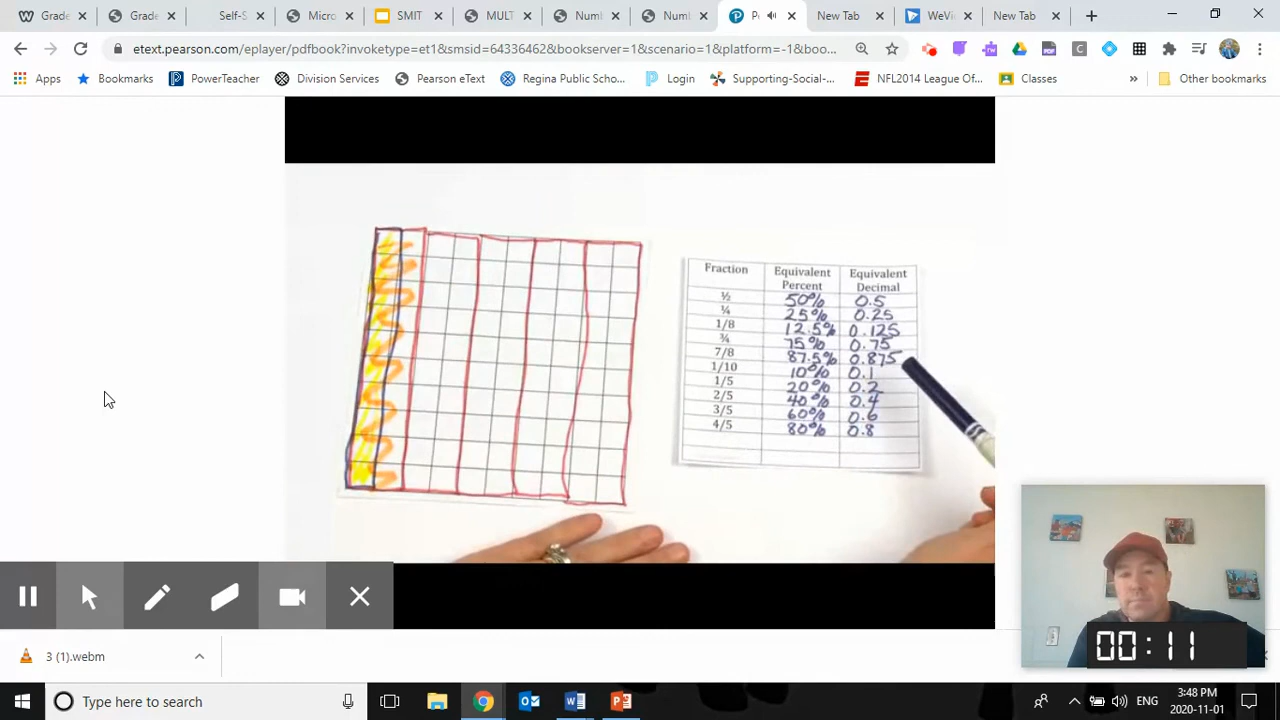 Grade
Grade
Self-S
Micro
SMIT
MULT
Numb
Numb
P
New Tab
WeVi
New Tab
etext.pearson.com/eplayer/pdfbook?invoketype=et1&smsid=64336462&bookserver=1&scenario=1&platform=-1&boo...
Apps
Bookmarks
PowerTeacher
Division Services
Pearson eText
Regina Public Scho...
Login
Supporting-Social-...
NFL2014 League Of...
Classes
»
Other bookmarks
Fraction Equivalent Percent Equivalent Decimal
½ 50% 0.5
¼ 25% 0.25
1/8 12.5% 0.125
¾ 75% 0.75
7/8 87.5% 0.875
1/10 10% 0.1
1/5 20% 0.2
2/5 40% 0.4
3/5 60% 0.6
4/5 80% 0.8
00:11
3 (1).webm
Type here to search
ENG
3:48 PM
2020-11-01